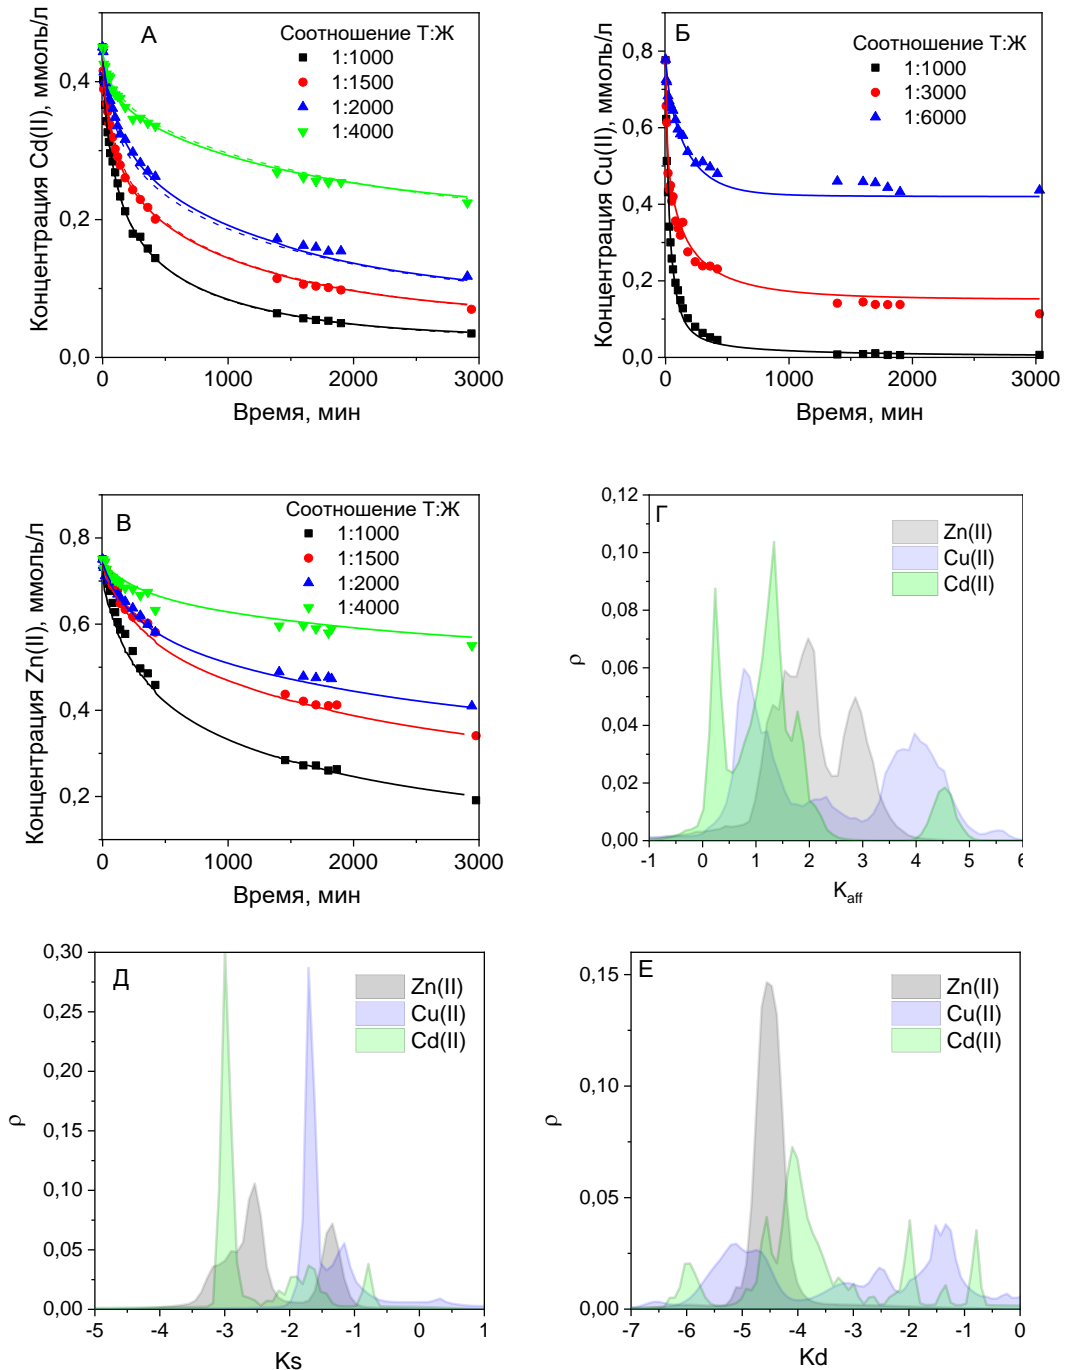 А
Соотношение Т:Ж
1:1000
1:1500
1:2000
1:4000
Концентрация Cd(II), ммоль/л
0,4
0,2
0,0
0 1000 2000 3000
Время, мин
Б
Соотношение Т:Ж
1:1000
1:3000
1:6000
Концентрация Cu(II), ммоль/л
0,8
0,6
0,4
0,2
0,0
0 1000 2000 3000
Время, мин
В
Соотношение Т:Ж
1:1000
1:1500
1:2000
1:4000
Концентрация Zn(II), ммоль/л
0,8
0,6
0,4
0,2
0 1000 2000 3000
Время, мин
Г
Zn(II)
Cu(II)
Cd(II)
ρ
0,12
0,10
0,08
0,06
0,04
0,02
0,00
-1 0 1 2 3 4 5 6
Kaff
Д
Zn(II)
Cu(II)
Cd(II)
ρ
0,30
0,25
0,20
0,15
0,10
0,05
0,00
-5 -4 -3 -2 -1 0 1
Ks
Е
Zn(II)
Cu(II)
Cd(II)
ρ
0,15
0,10
0,05
0,00
-7 -6 -5 -4 -3 -2 -1 0
Kd